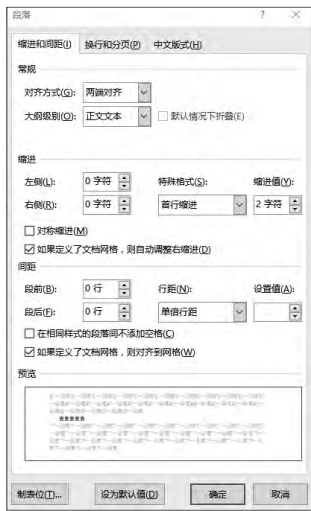 段落 ? ×
缩进和间距(I) 换行和分页(P) 中文版式(H)
常规
对齐方式(G): 两端对齐
大纲级别(O): 正文文本 默认情况下折叠(E)
缩进
左侧(L): 0 字符 特殊格式(S): 缩进值(Y):
右侧(R): 0 字符 首行缩进 2 字符
对称缩进(M)
如果定义了文档网格，则自动调整右缩进(D)
间距
段前(B): 0 行 行距(N): 设置值(A):
段后(F): 0 行 单倍行距
在相同样式的段落间不添加空格(C)
如果定义了文档网格，则对齐到网格(W)
预览
制表位(T)... 设为默认值(D) 确定 取消